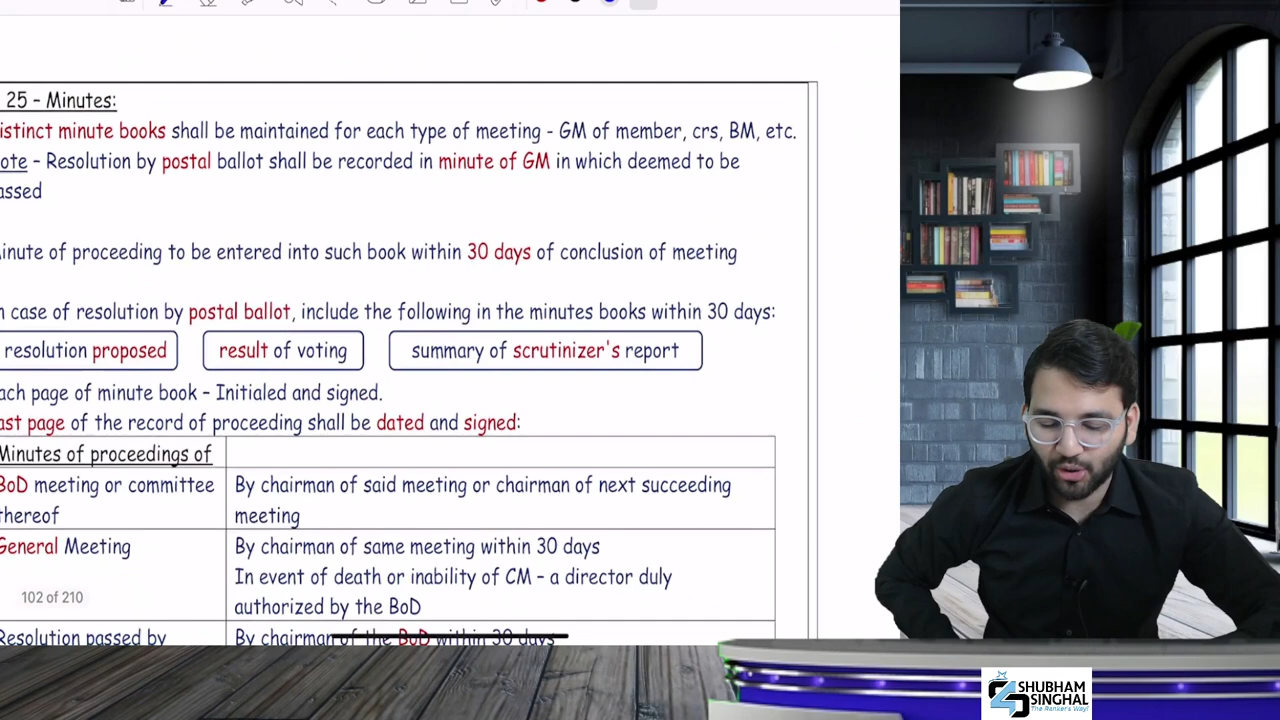 25 – Minutes:
istinct minute books shall be maintained for each type of meeting - GM of member, crs, BM, etc.
ote – Resolution by postal ballot shall be recorded in minute of GM in which deemed to be
assed
inute of proceeding to be entered into such book within 30 days of conclusion of meeting
n case of resolution by postal ballot, include the following in the minutes books within 30 days:
resolution proposed
result of voting
summary of scrutinizer's report
ach page of minute book – Initialed and signed.
ast page of the record of proceeding shall be dated and signed:
Minutes of proceedings of
BoD meeting or committee thereof
By chairman of said meeting or chairman of next succeeding
meeting
General Meeting
By chairman of same meeting within 30 days
In event of death or inability of CM – a director duly
authorized by the BoD
102 of 210
Resolution passed by
By chairman of the BoD within 30 days
SHUBHAM
SINGHAL
The Ranker's Way!